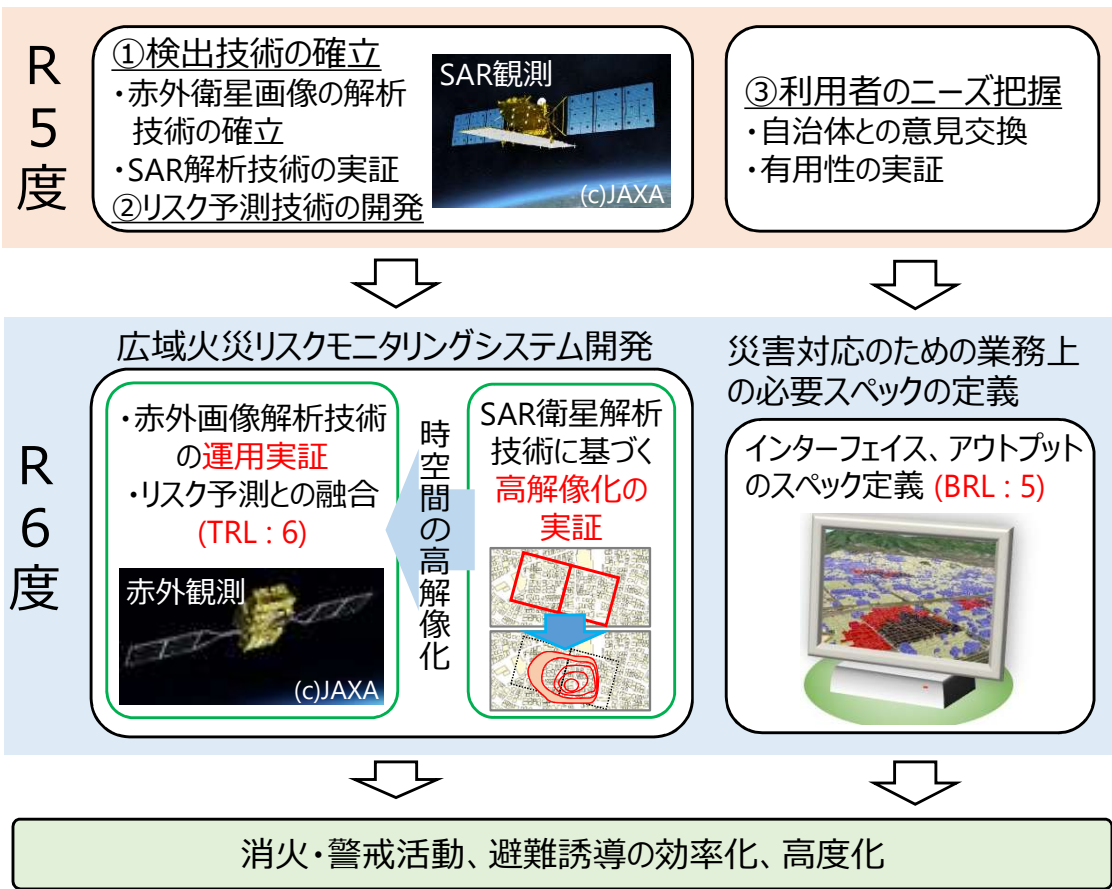 R
5
度
①検出技術の確立
・赤外衛星画像の解析
技術の確立
・SAR解析技術の実証
②リスク予測技術の開発
SAR観測
(c)JAXA
③利用者のニーズ把握
・自治体との意見交換
・有用性の実証
R
6
度
広域火災リスクモニタリングシステム開発
・赤外画像解析技術
の運用実証
・リスク予測との融合
(TRL : 6)
赤外観測
(c)JAXA
時空間の高解像化
SAR衛星解析
技術に基づく
高解像化の
実証
災害対応のための業務上
の必要スペックの定義
インターフェイス、アウトプット
のスペック定義 (BRL : 5)
消火・警戒活動、避難誘導の効率化、高度化